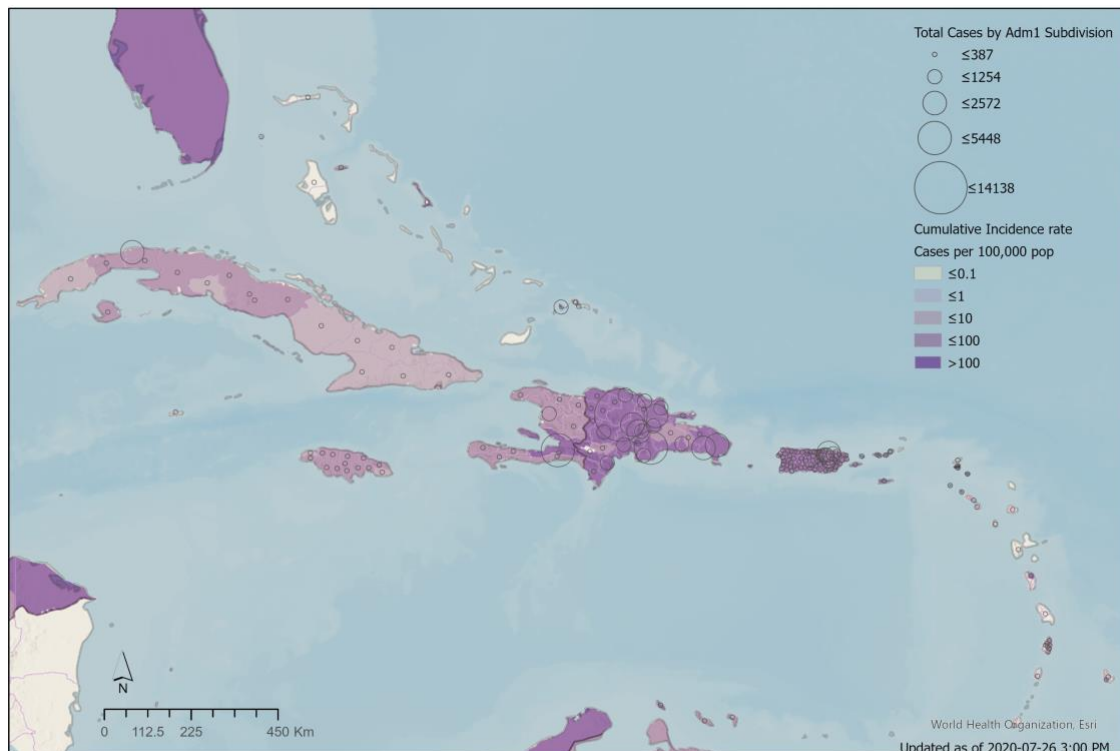 Total Cases by Adm1 Subdivision
≤387
≤1254
≤2572
≤5448
≤14138
Cumulative Incidence rate
Cases per 100,000 pop
≤0.1
≤1
≤10
≤100
>100
N
0 112.5 225 450 Km
World Health Organization, Esri
Updated as of 2020-07-26 3:00 PM